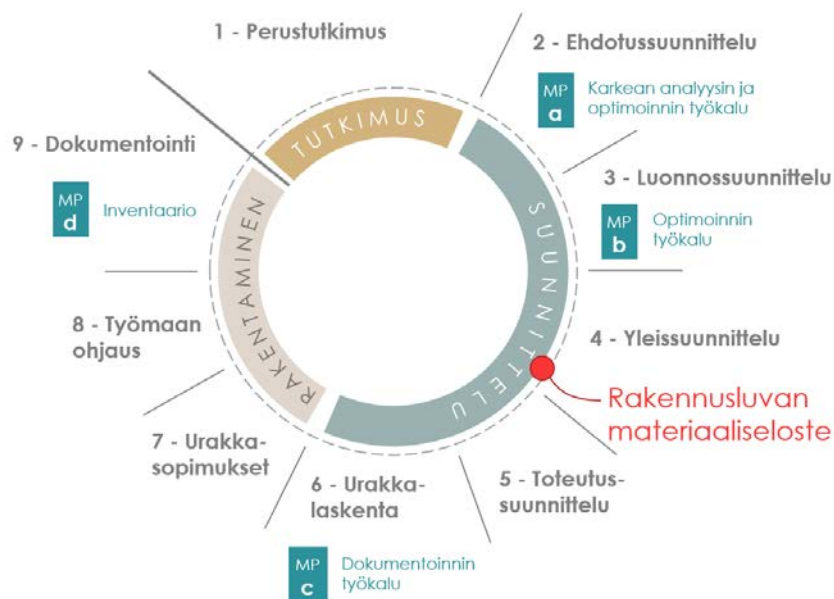 1 - Perustutkimus
2 - Ehdotussuunnittelu
MP
a
Karkean analyysin ja
optimoinnin työkalu
3 - Luonnossuunnittelu
MP
b
Optimoinnin
työkalu
4 - Yleissuunnittelu
Rakennusluvan
materiaaliseloste
5 - Toteutus-
suunnittelu
6 - Urakka-
laskenta
MP
c
Dokumentoinnin
työkalu
7 - Urakka-
sopimukset
8 - Työmaan
ohjaus
9 - Dokumentointi
MP
d
Inventaario
TUTKIMUS
SUUNNITTELU
RAKENTAMINEN